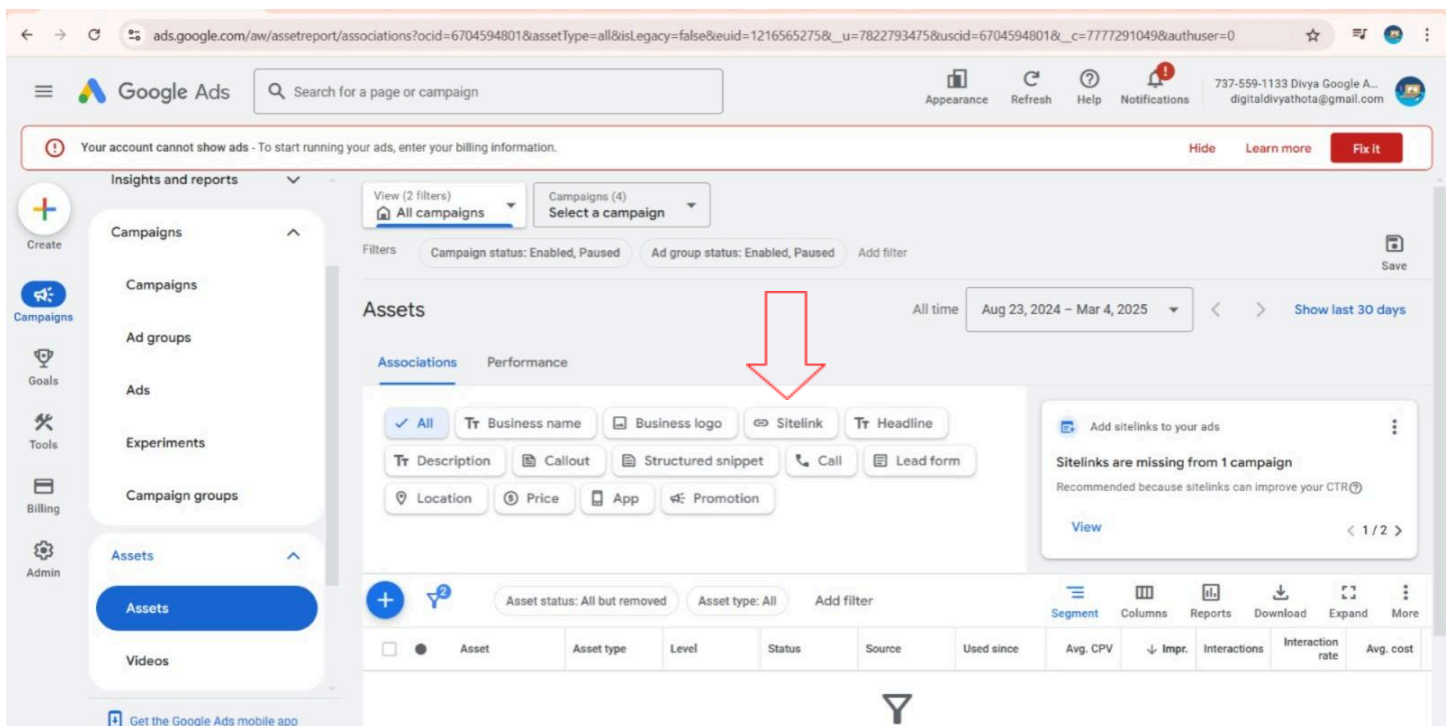 ads.google.com/aw/assetreport/associations?ocid=6704594801&assetType=all&isLegacy=false&euid=1216565275&__u=7822793475&uscid=6704594801&__c=7777291049&authuser=0
Google Ads
Search for a page or campaign
Appearance
Refresh
Help
Notifications
737-559-1133 Divya Google A...
digitaldivyathota@gmail.com
Your account cannot show ads - To start running your ads, enter your billing information.
Hide
Learn more
Fix it
Create
Campaigns
Goals
Tools
Billing
Admin
Insights and reports
Campaigns
Campaigns
Ad groups
Ads
Experiments
Campaign groups
Assets
Assets
Videos
Get the Google Ads mobile app
View (2 filters)
All campaigns
Campaigns (4)
Select a campaign
Filters
Campaign status: Enabled, Paused
Ad group status: Enabled, Paused
Add filter
Save
Assets
All time
Aug 23, 2024 – Mar 4, 2025
Show last 30 days
Associations
Performance
All
Tт Business name
Business logo
Sitelink
Tт Headline
Tт Description
Callout
Structured snippet
Call
Lead form
Location
Price
App
Promotion
Add sitelinks to your ads
Sitelinks are missing from 1 campaign
Recommended because sitelinks can improve your CTR
View
1 / 2
2
Asset status: All but removed
Asset type: All
Add filter
Segment
Columns
Reports
Download
Expand
More
Asset
Asset type
Level
Status
Source
Used since
Avg. CPV
Impr.
Interactions
Interaction
rate
Avg. cost